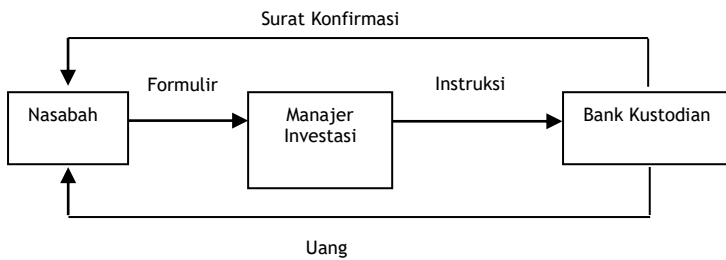 Surat Konfirmasi
Formulir
Instruksi
Nasabah
Manajer
Investasi
Bank Kustodian
Uang